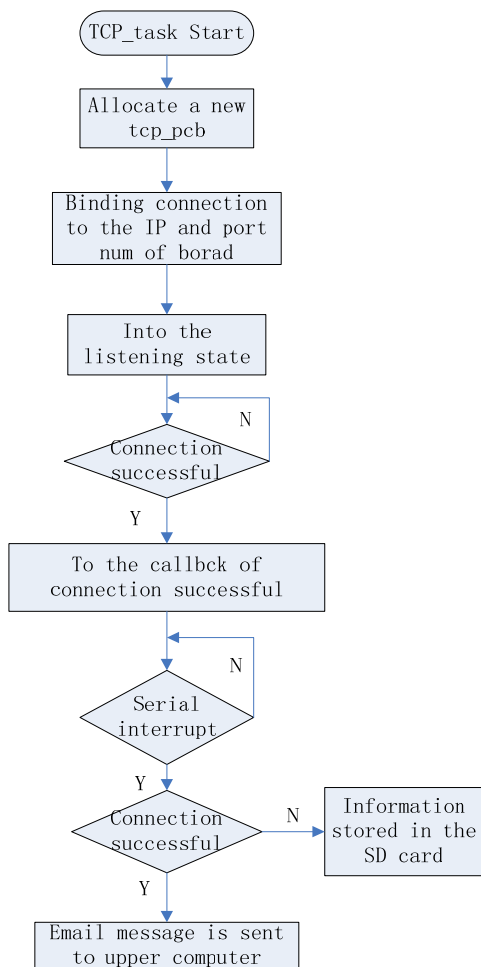 TCP_task Start
Allocate a new
tcp_pcb
Binding connection
to the IP and port
num of borad
Into the
listening state
N
Connection
successful
Y
To the callbck of
connection successful
N
Serial
interrupt
Y
Connection
successful
N
Information
stored in the
SD card
Y
Email message is sent
to upper computer